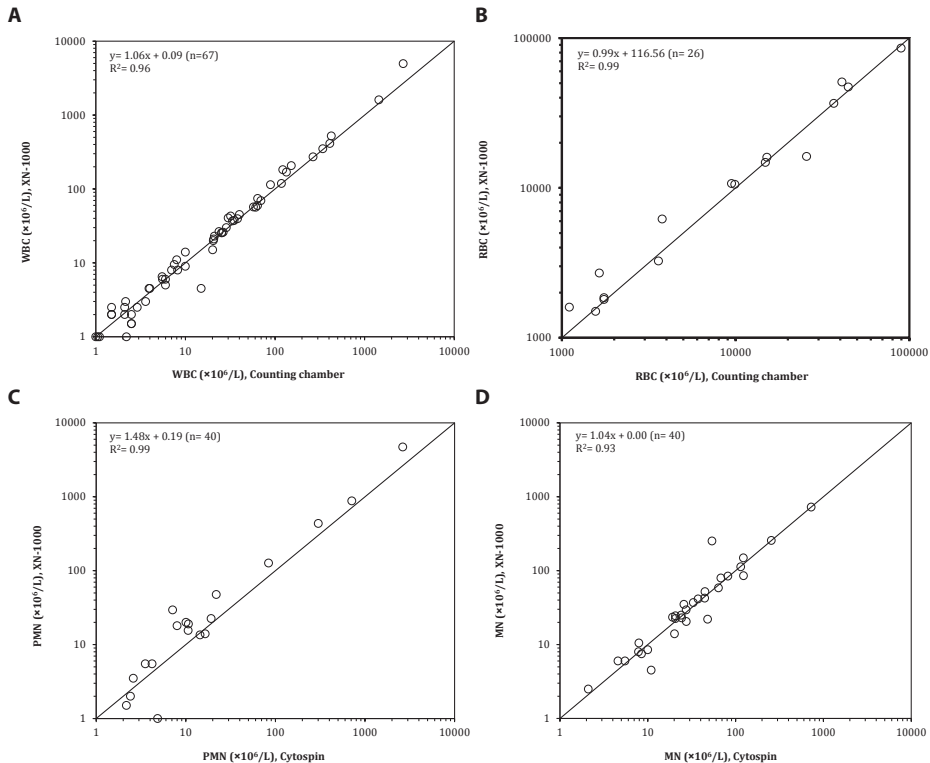 A
10000
1000
100
10
1
1
10
100
1000
10000
y= 1.06x + 0.09 (n=67)
R²= 0.96
WBC (×10⁶/L), XN-1000
WBC (×10⁶/L), Counting chamber
B
100000
10000
1000
1000
10000
100000
y= 0.99x + 116.56 (n= 26)
R²= 0.99
RBC (×10⁶/L), XN-1000
RBC (×10⁶/L), Counting chamber
C
10000
1000
100
10
1
1
10
100
1000
10000
y= 1.48x + 0.19 (n= 40)
R²= 0.99
PMN (×10⁶/L), XN-1000
PMN (×10⁶/L), Cytospin
D
10000
1000
100
10
1
1
10
100
1000
10000
y= 1.04x + 0.00 (n= 40)
R²= 0.93
MN (×10⁶/L), XN-1000
MN (×10⁶/L), Cytospin